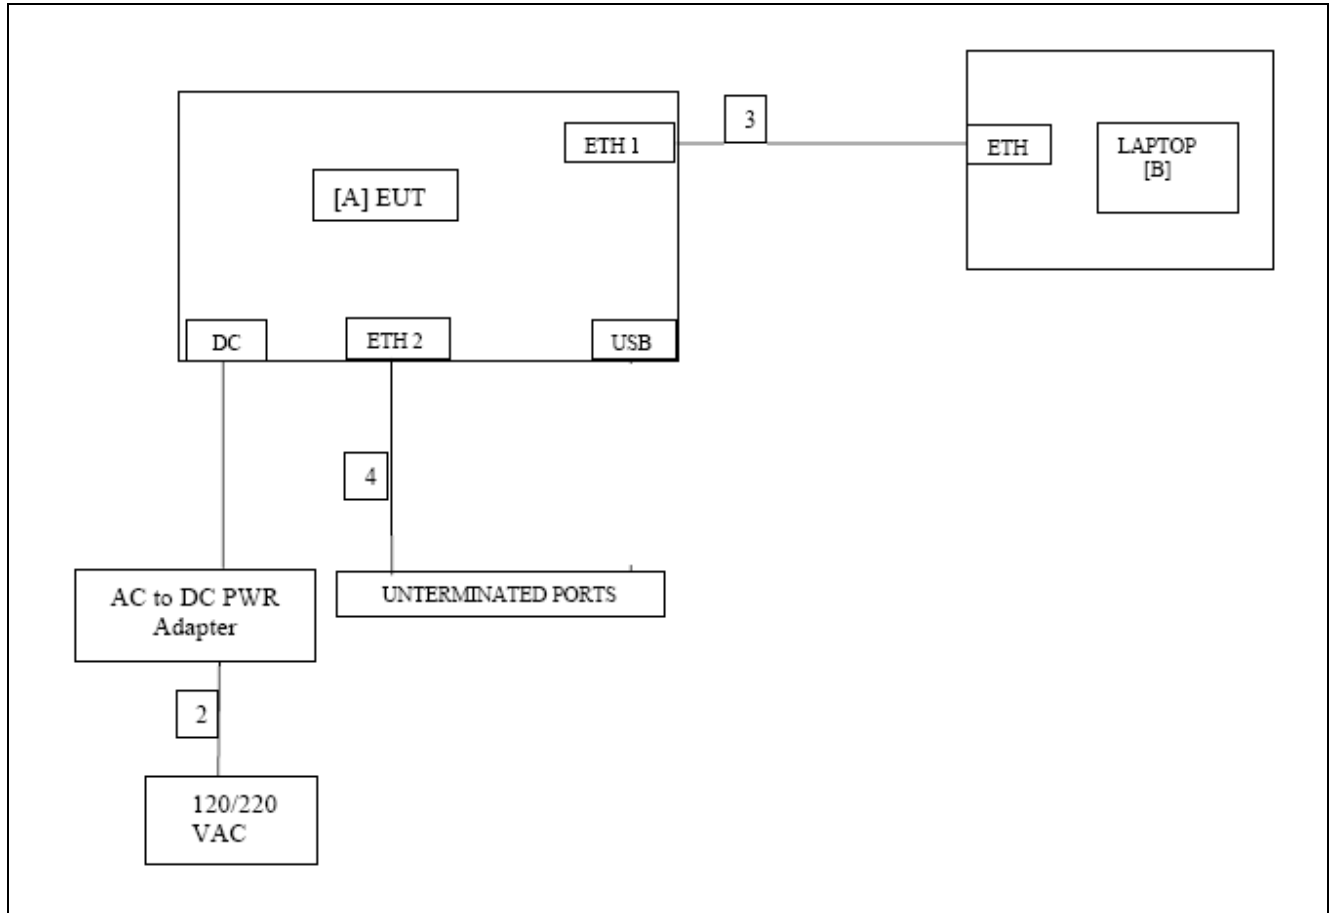 3
ETH 1
ETH
LAPTOP
[B]
[A] EUT
DC
ETH 2
USB
4
AC to DC PWR
Adapter
UNTERMINATED PORTS
2
120/220
VAC